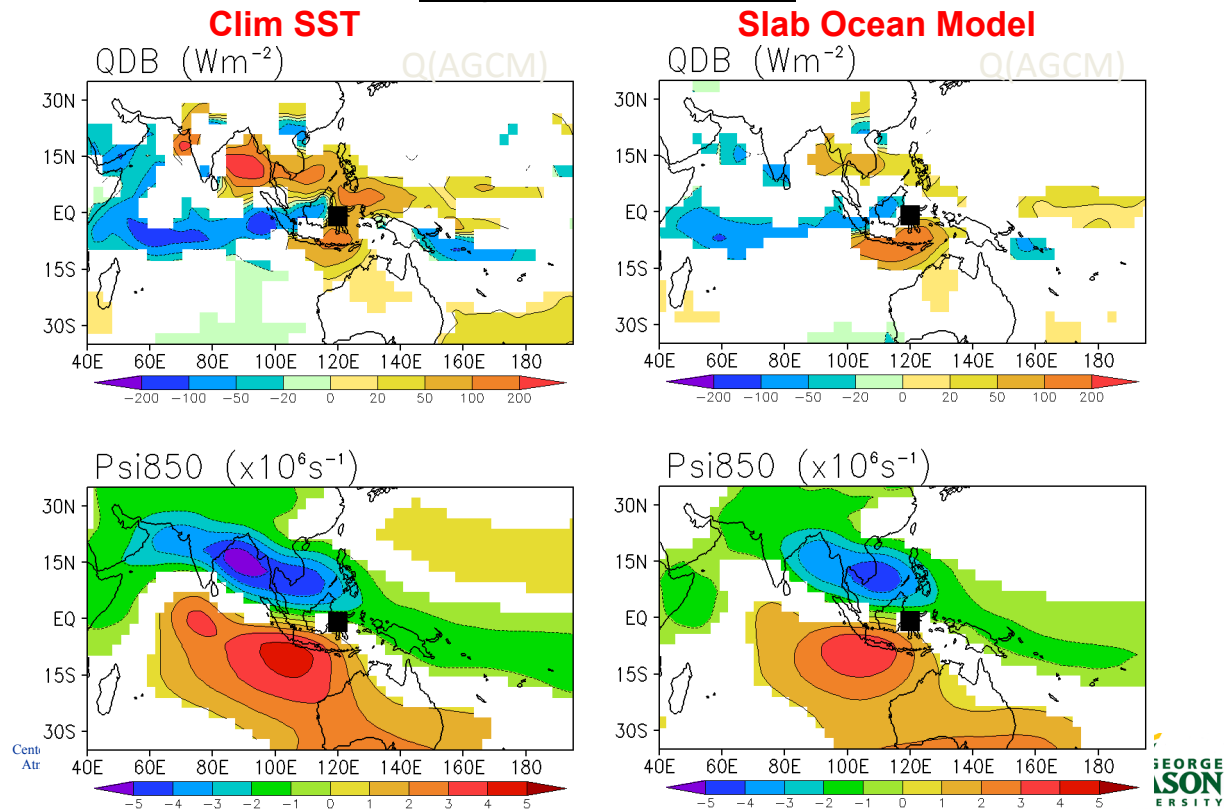 Clim SST
Slab Ocean Model
QDB (Wm⁻²)
Q(AGCM)
QDB (Wm⁻²)
Q(AGCM)
30N
15N
EQ
15S
30S
40E 60E 80E 100E 120E 140E 160E 180
-200 -100 -50 -20 0 20 50 100 200
30N
15N
EQ
15S
30S
40E 60E 80E 100E 120E 140E 160E 180
-200 -100 -50 -20 0 20 50 100 200
Psi850 (x10⁶s⁻¹)
Psi850 (x10⁶s⁻¹)
30N
15N
EQ
15S
30S
40E 60E 80E 100E 120E 140E 160E 180
-5 -4 -3 -2 -1 0 1 2 3 4 5
30N
15N
EQ
15S
30S
40E 60E 80E 100E 120E 140E 160E 180
-5 -4 -3 -2 -1 0 1 2 3 4 5
GEORGE